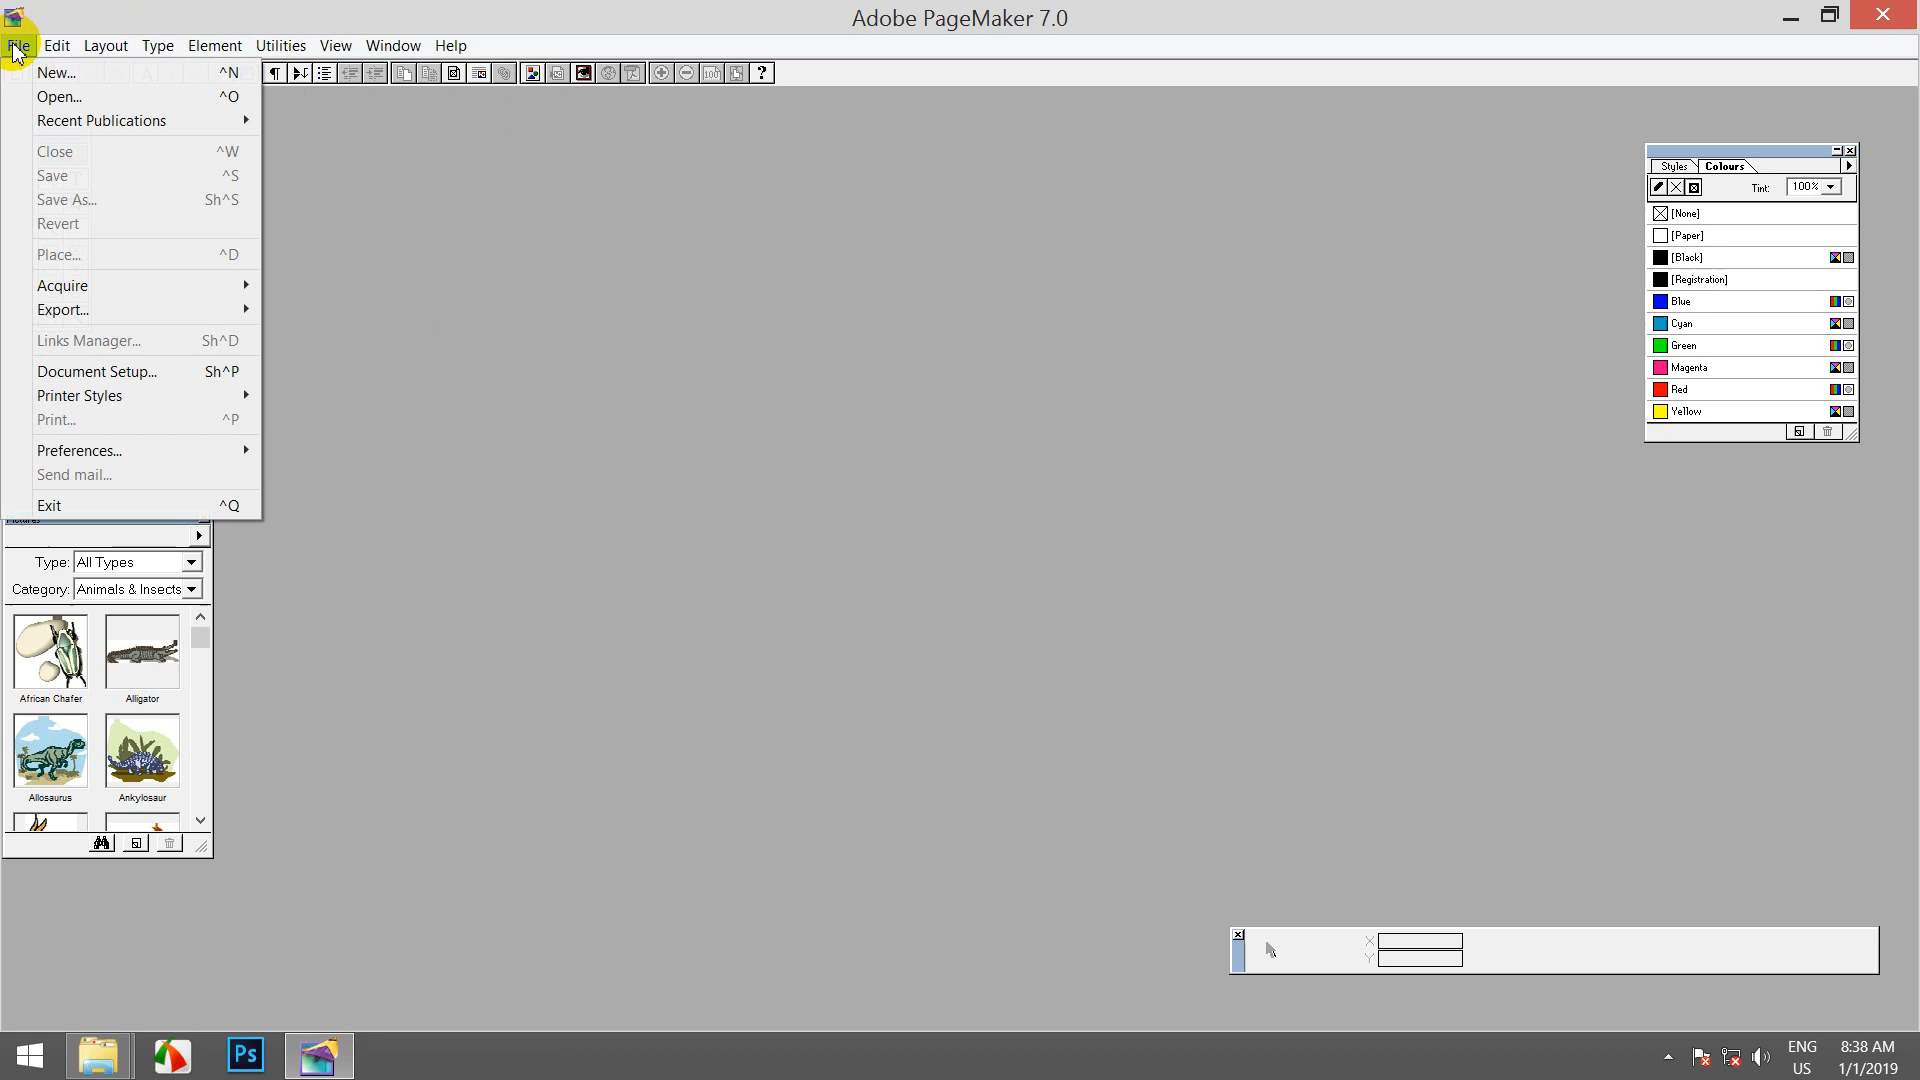 Adobe PageMaker 7.0
File Edit Layout Type Element Utilities View Window Help
New... ^N
Open... ^O
Recent Publications
Close ^W
Save ^S
Save As... Sh^S
Revert
Place... ^D
Acquire
Export...
Links Manager... Sh^D
Document Setup... Sh^P
Printer Styles
Print... ^P
Preferences...
Send mail...
Exit ^Q
100
?
Styles Colours
Tint: 100%
[None]
[Paper]
[Black]
[Registration]
Blue
Cyan
Green
Magenta
Red
Yellow
Pictures
Type: All Types
Category: Animals & Insects
African Chafer Alligator
Allosaurus Ankylosaur
X
Y
Ps
ENG
US
8:38 AM
1/1/2019